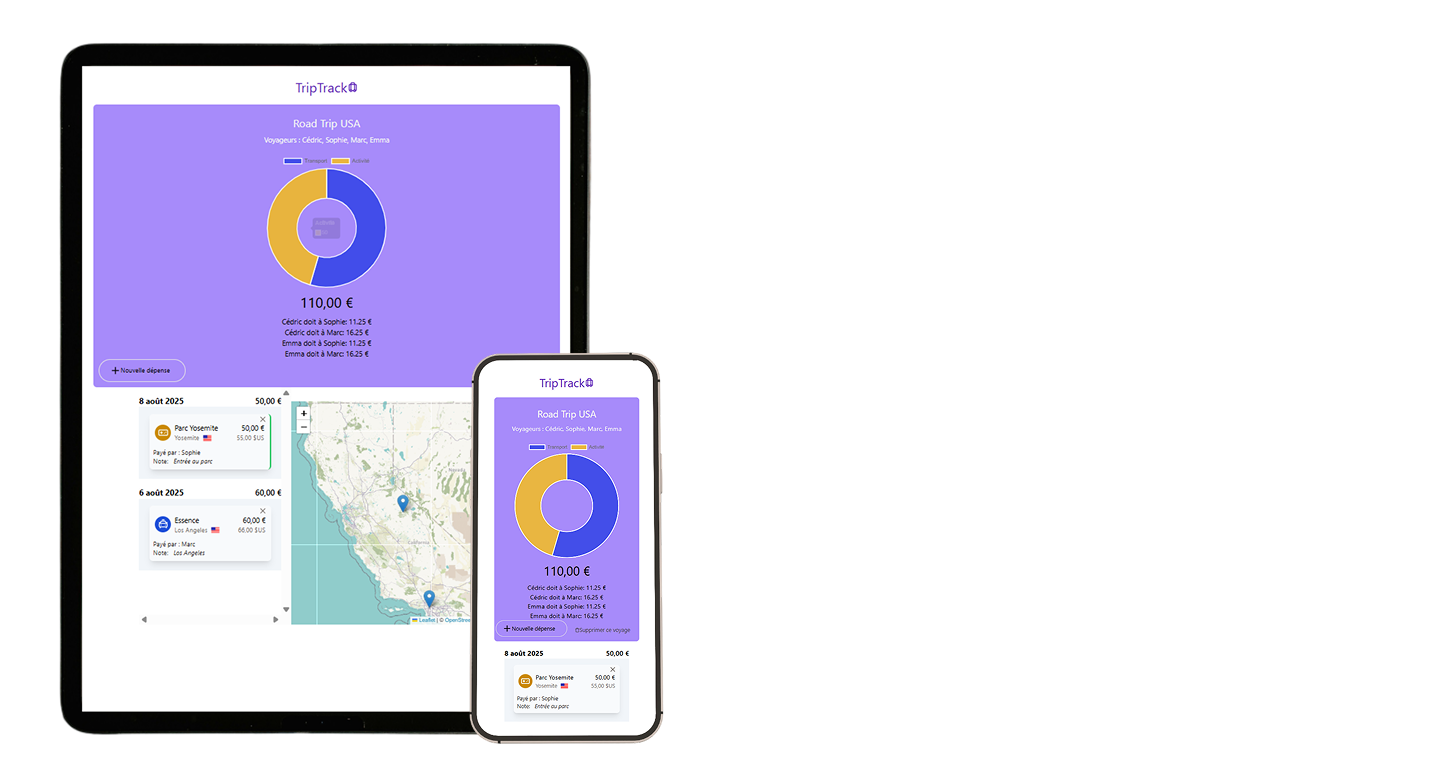 TripTrack
Road Trip USA
Voyageurs : Cédric, Sophie, Marc, Emma
Transport Activité
Activité
110,00 €
Cédric doit à Sophie: 11.25 €
Cédric doit à Marc: 16.25 €
Emma doit à Sophie: 11.25 €
Emma doit à Marc: 16.25 €
+ Nouvelle dépense
8 août 2025 50,00 €
Parc Yosemite 50,00 €
Yosemite 55,00 $US
Payé par : Sophie
Note: Entrée au parc
6 août 2025 60,00 €
Essence 60,00 €
Los Angeles 66,00 $US
Payé par : Marc
Note: Los Angeles
+
−
Nevada
California
Leaflet | © OpenStree
TripTrack
Road Trip USA
Voyageurs : Cédric, Sophie, Marc, Emma
Transport Activité
110,00 €
Cédric doit à Sophie: 11.25 €
Cédric doit à Marc: 16.25 €
Emma doit à Sophie: 11.25 €
Emma doit à Marc: 16.25 €
+ Nouvelle dépense Supprimer ce voyage
8 août 2025 50,00 €
Parc Yosemite 50,00 €
Yosemite 55,00 $US
Payé par : Sophie
Note: Entrée au parc